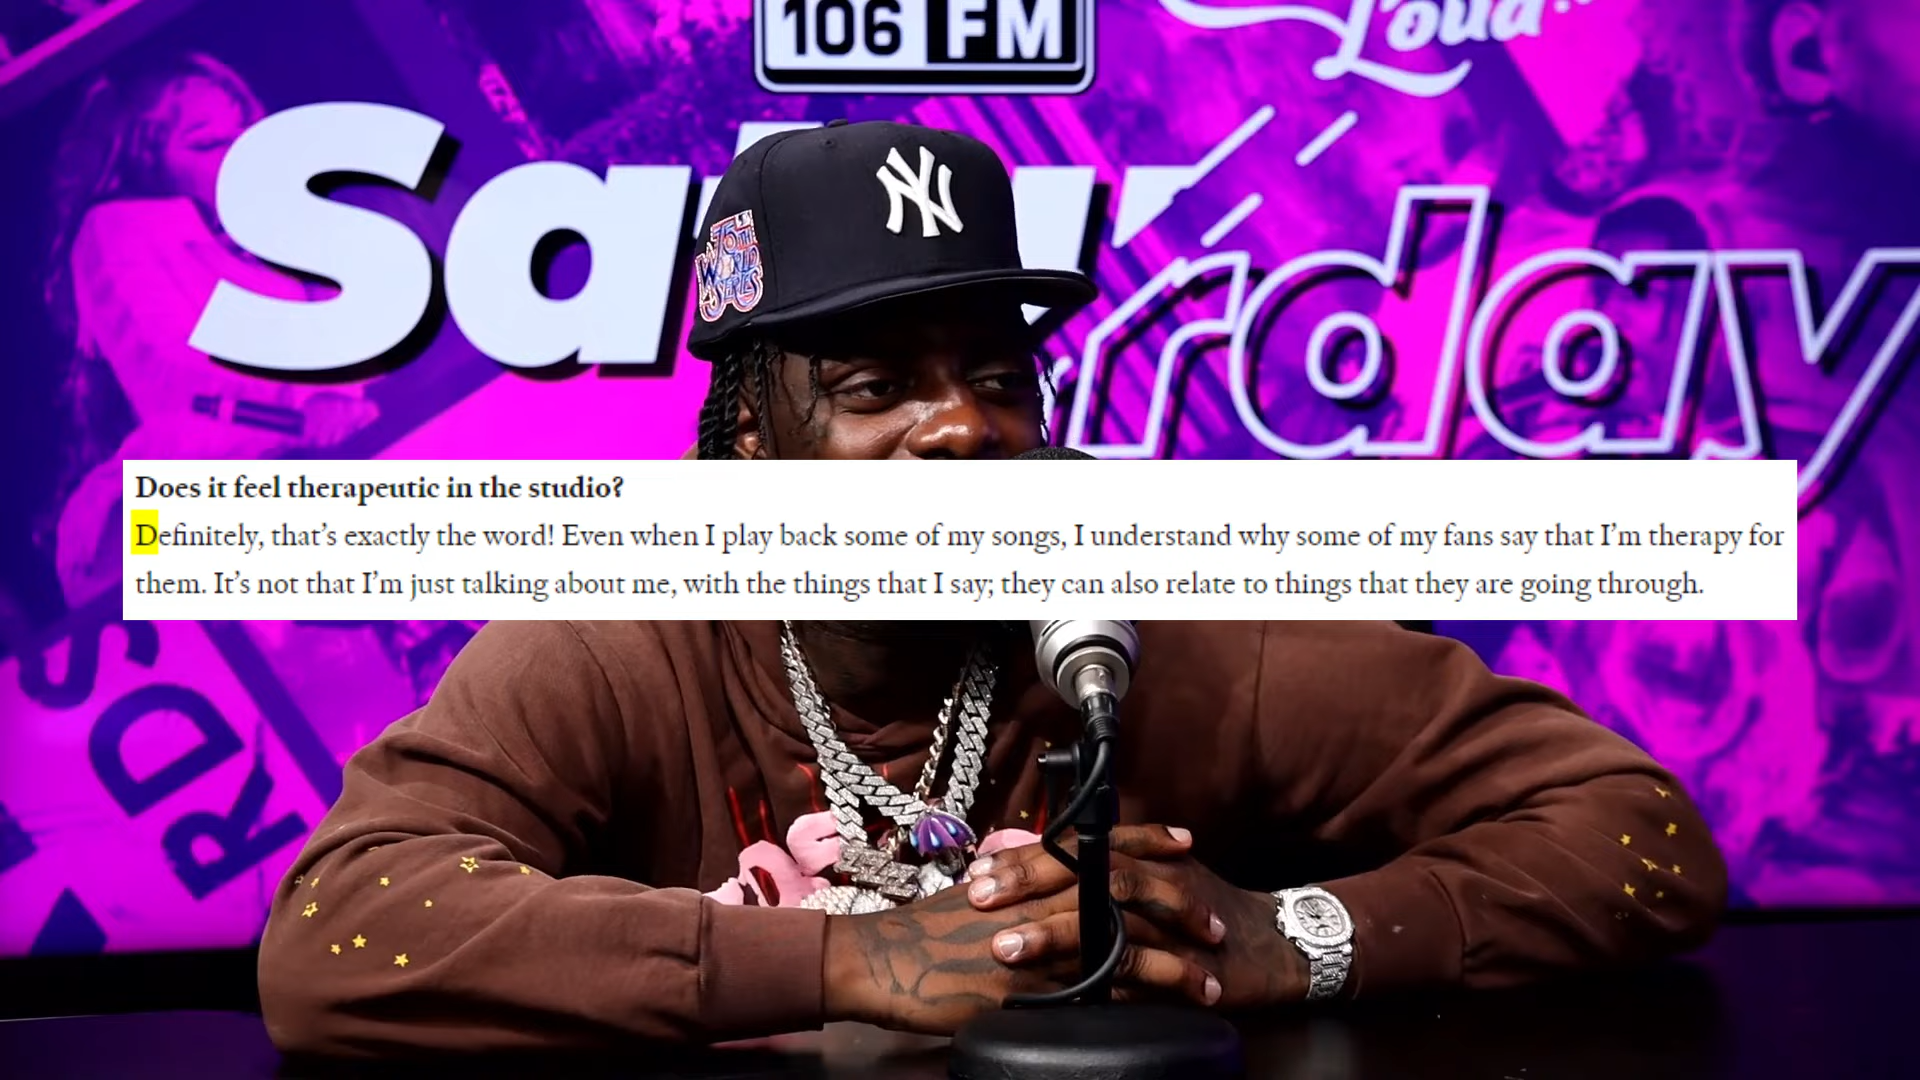 106 FM
Loud
Sa
rday
NY
75TH
WORLD
SERIES
Does it feel therapeutic in the studio?
Definitely, that’s exactly the word! Even when I play back some of my songs, I understand why some of my fans say that I’m therapy for
them. It’s not that I’m just talking about me, with the things that I say; they can also relate to things that they are going through.
RDS